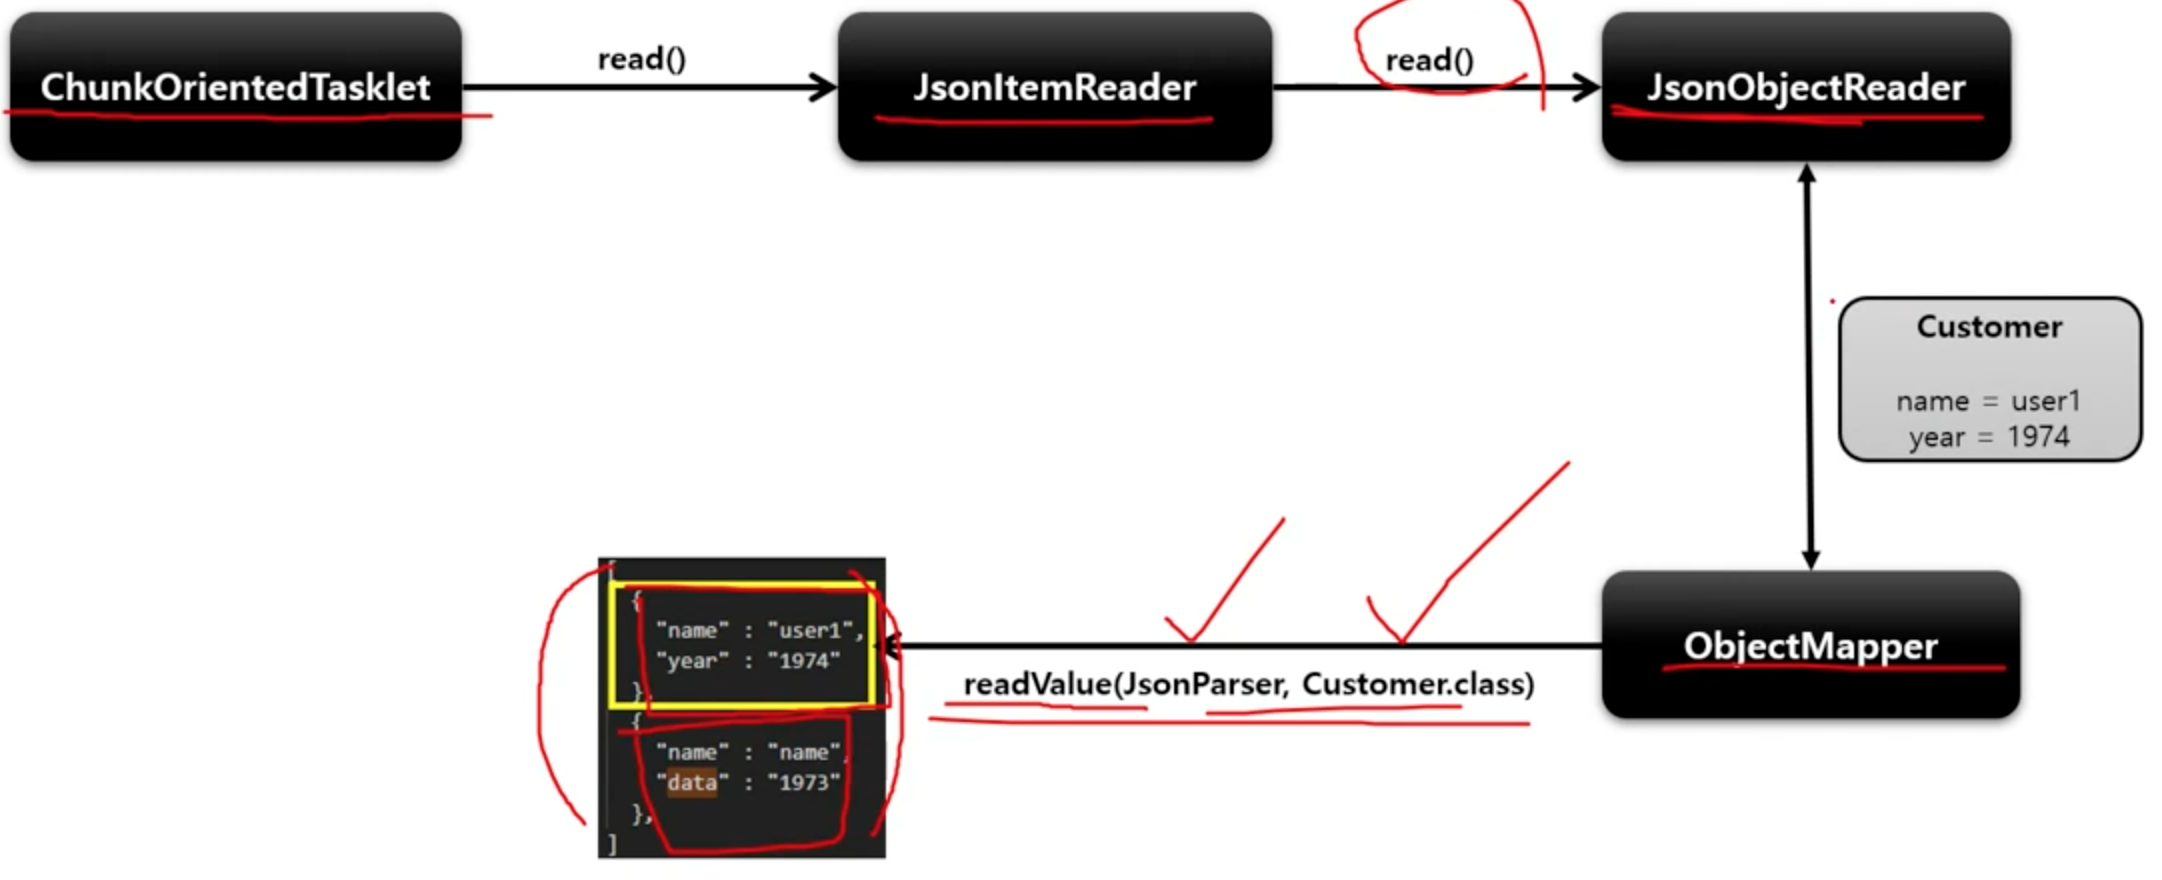 ChunkOrientedTasklet
read()
JsonItemReader
read()
JsonObjectReader
Customer
name = user1
year = 1974
ObjectMapper
readValue(JsonParser, Customer.class)
[
{
"name" : "user1",
"year" : "1974"
},
{
"name" : "name",
"data" : "1973"
},
]